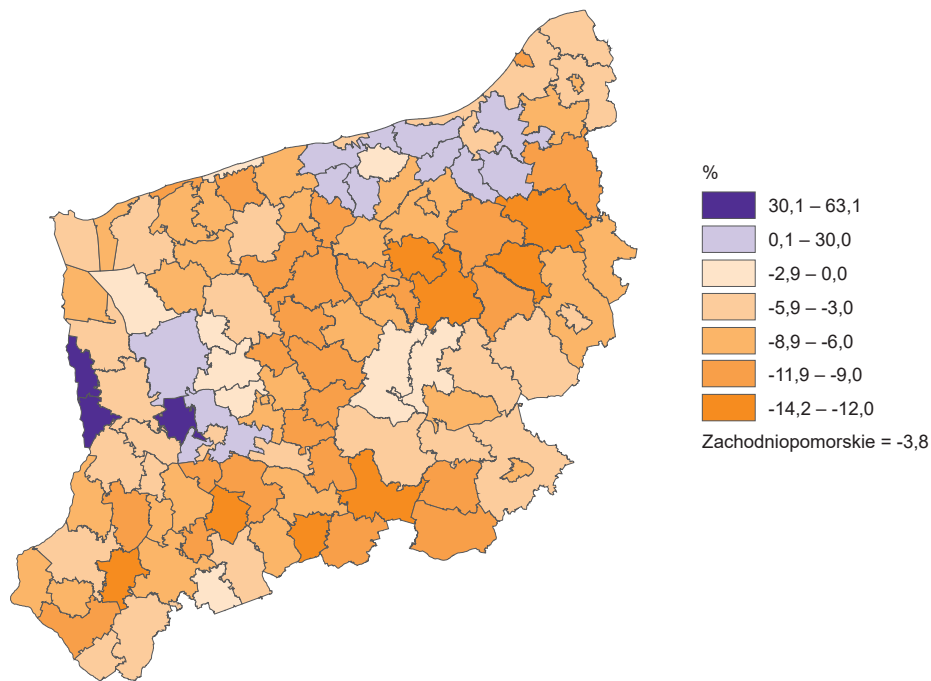 %
30,1 – 63,1
0,1 – 30,0
-2,9 – 0,0
-5,9 – -3,0
-8,9 – -6,0
-11,9 – -9,0
-14,2 – -12,0
Zachodniopomorskie = -3,8